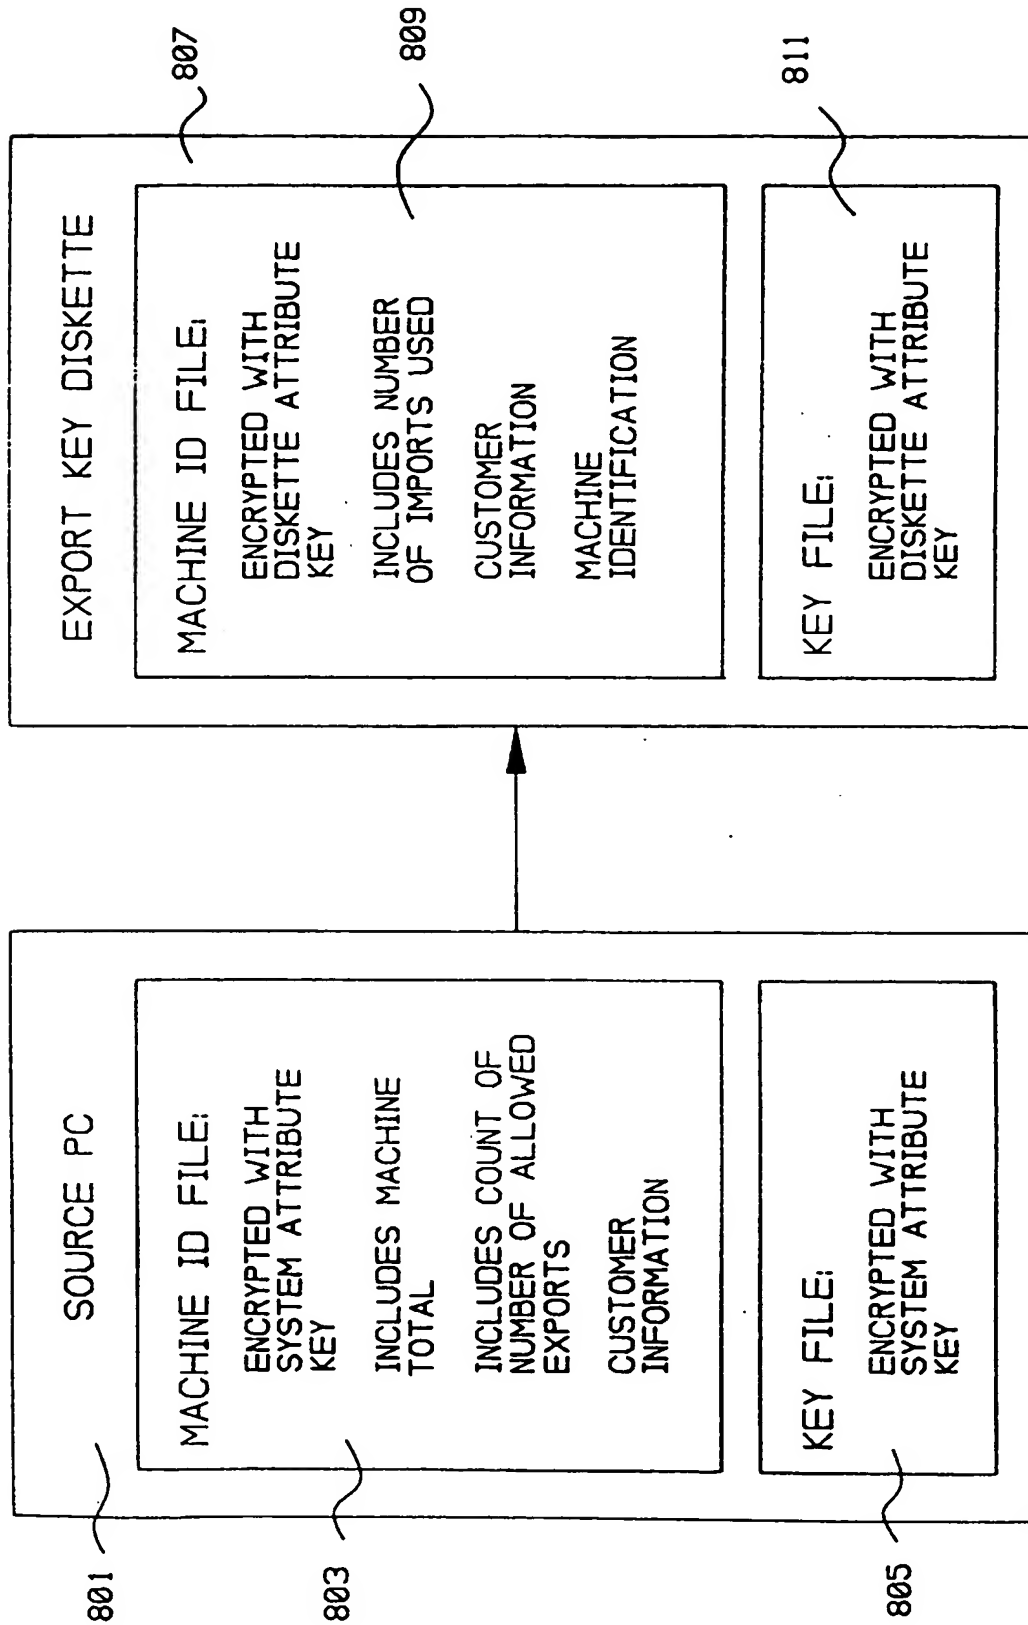 801
SOURCE PC
803
MACHINE ID FILE:
ENCRYPTED WITH
SYSTEM ATTRIBUTE
KEY
INCLUDES MACHINE
TOTAL
INCLUDES COUNT OF
NUMBER OF ALLOWED
EXPORTS
CUSTOMER
INFORMATION
805
KEY FILE:
ENCRYPTED WITH
SYSTEM ATTRIBUTE
KEY
EXPORT KEY DISKETTE
807
MACHINE ID FILE:
809
ENCRYPTED WITH
DISKETTE ATTRIBUTE
KEY
INCLUDES NUMBER
OF IMPORTS USED
CUSTOMER
INFORMATION
MACHINE
IDENTIFICATION
811
KEY FILE:
ENCRYPTED WITH
DISKETTE ATTRIBUTE
KEY